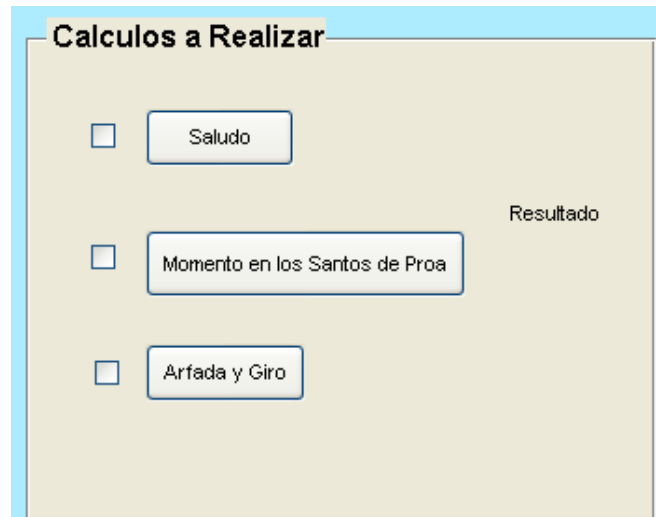 Calculos a Realizar
Saludo
Resultado
Momento en los Santos de Proa
Arfada y Giro